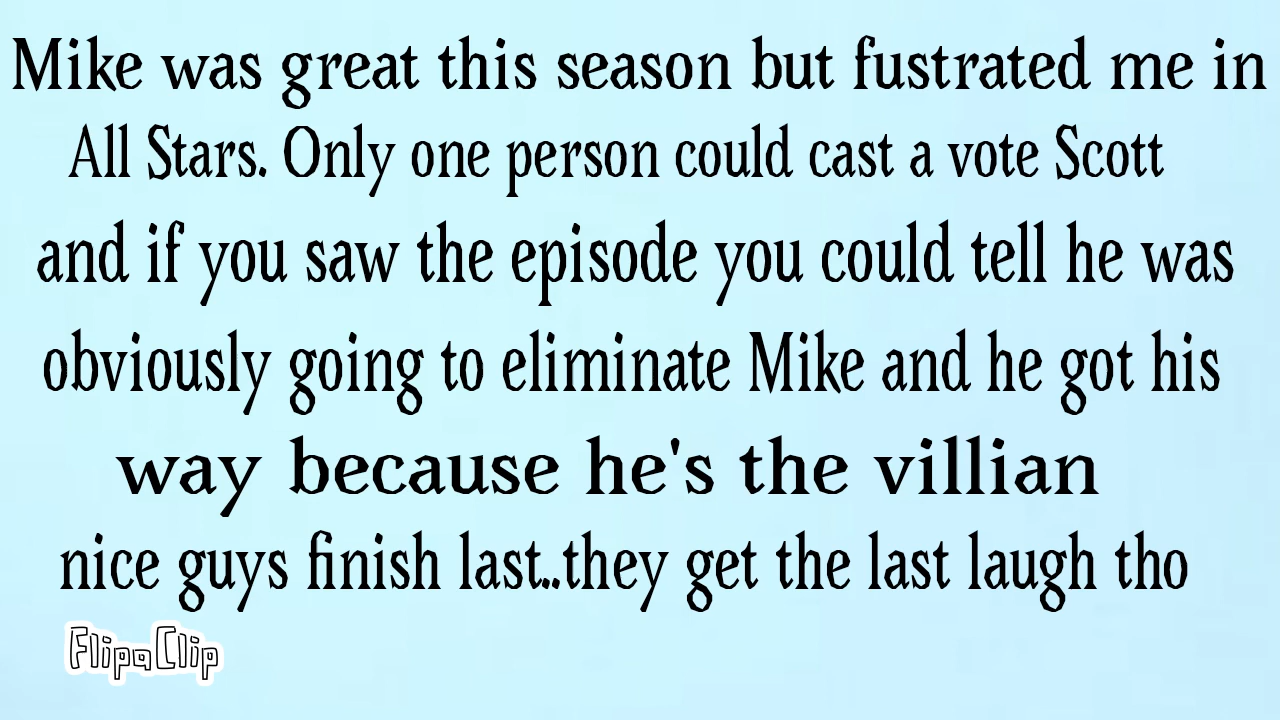 Mike was great this season but fustrated me in
All Stars. Only one person could cast a vote Scott
and if you saw the episode you could tell he was
obviously going to eliminate Mike and he got his
way because he's the villian
nice guys finish last..they get the last laugh tho
FlipaClip